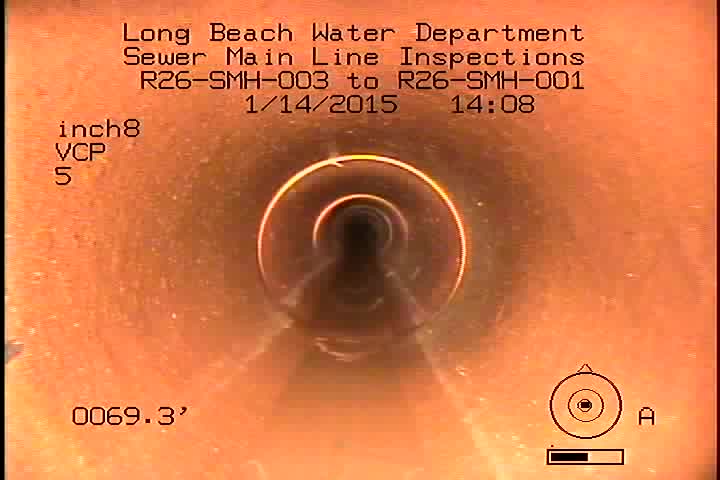 Long Beach Water Department
Sewer Main Line Inspections
R26-SMH-003 to R26-SMH-001
1/14/2015 14:08
inch8
VCP
5
0069.3'
A